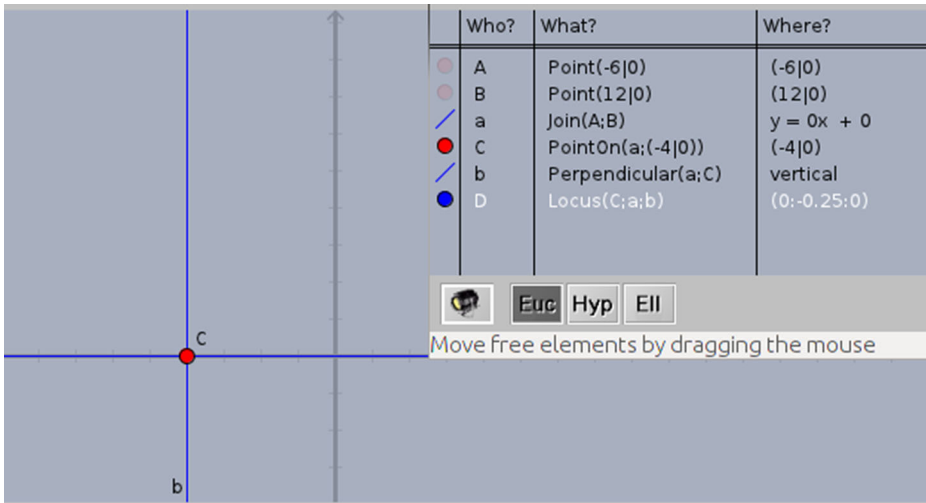 Who? What? Where?
A Point(-6|0) (-6|0)
B Point(12|0) (12|0)
a Join(A;B) y = 0x + 0
C PointOn(a;(-4|0)) (-4|0)
b Perpendicular(a;C) vertical
D Locus(C;a;b) (0:-0.25:0)
Euc Hyp Ell
C
Move free elements by dragging the mouse
b